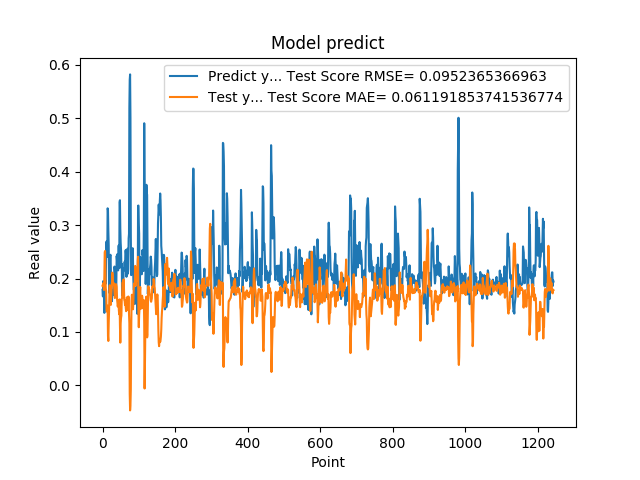 Model predict
Predict y... Test Score RMSE= 0.0952365366963
Test y... Test Score MAE= 0.061191853741536774
0.6
0.5
0.4
0.3
0.2
0.1
0.0
Real value
0 200 400 600 800 1000 1200
Point